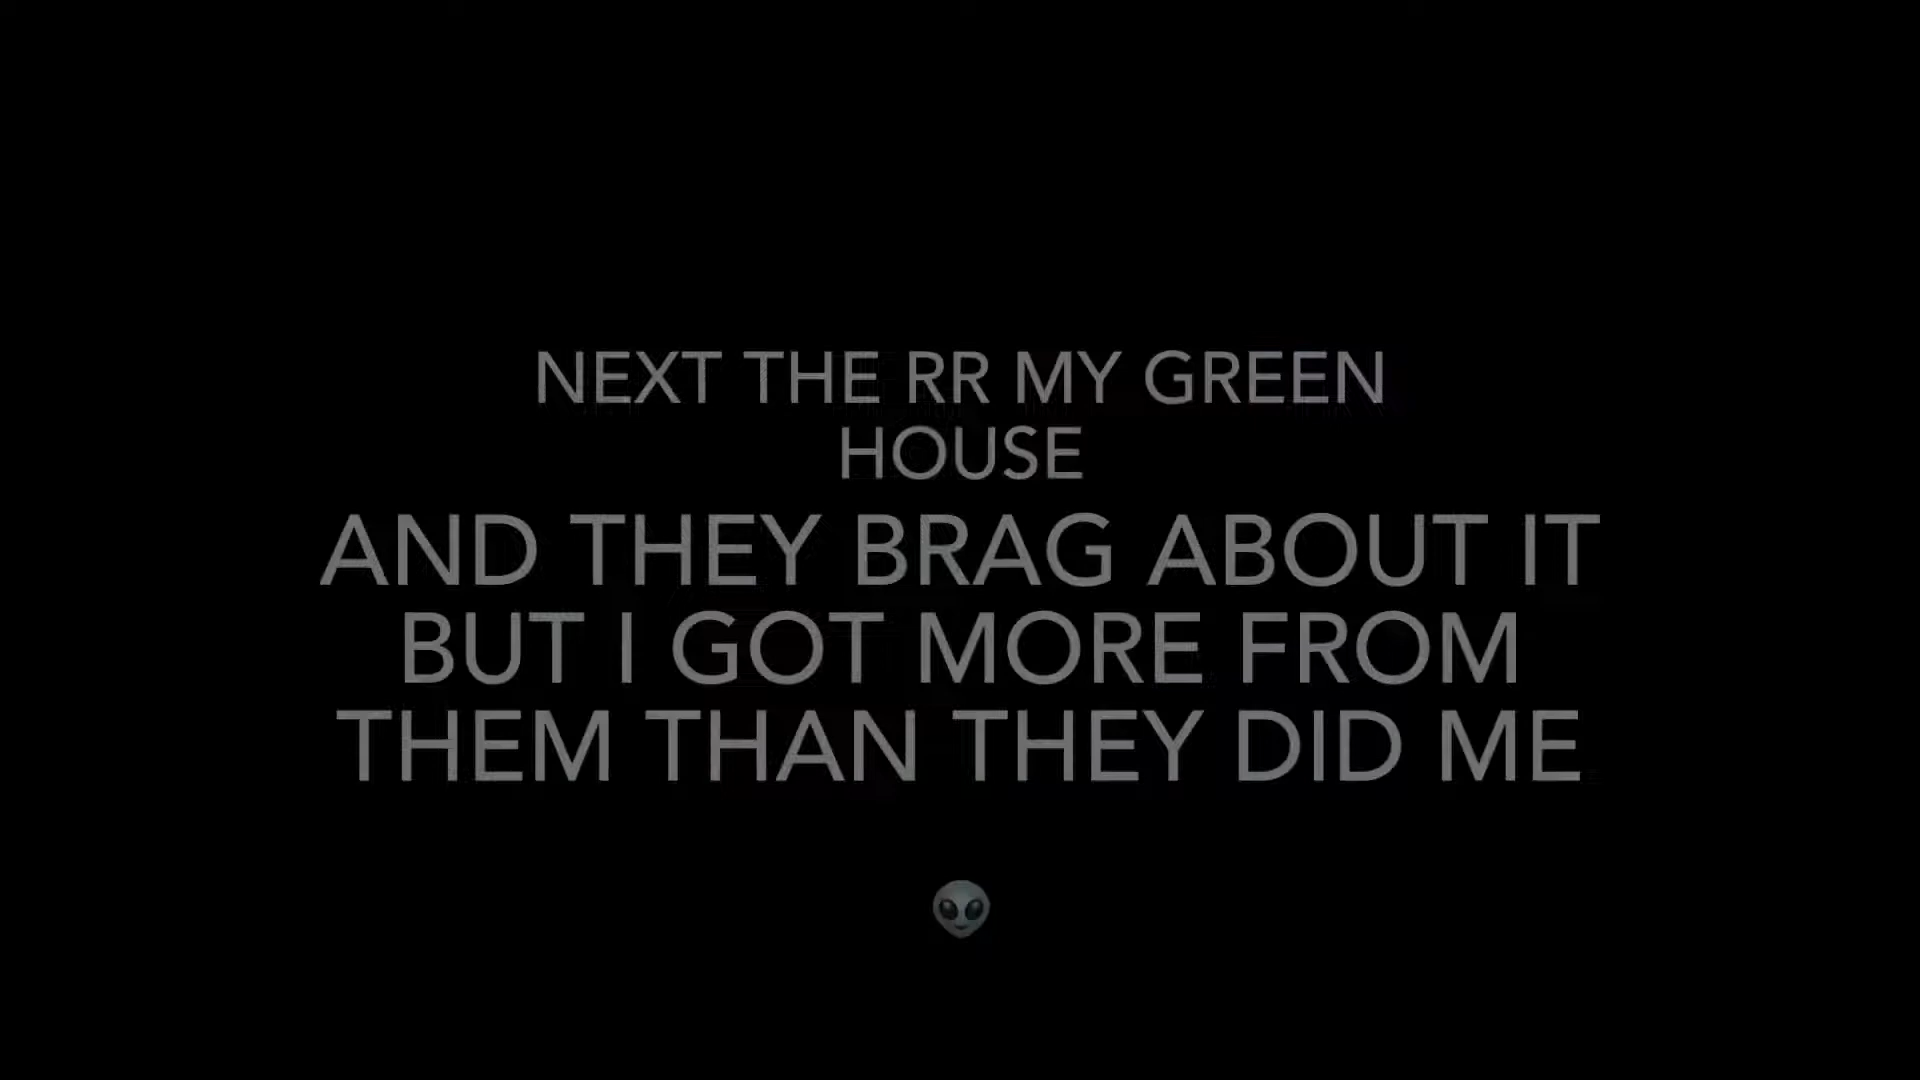 NEXT THE RR MY GREEN
HOUSE
AND THEY BRAG ABOUT IT
BUT I GOT MORE FROM
THEM THAN THEY DID ME
👽